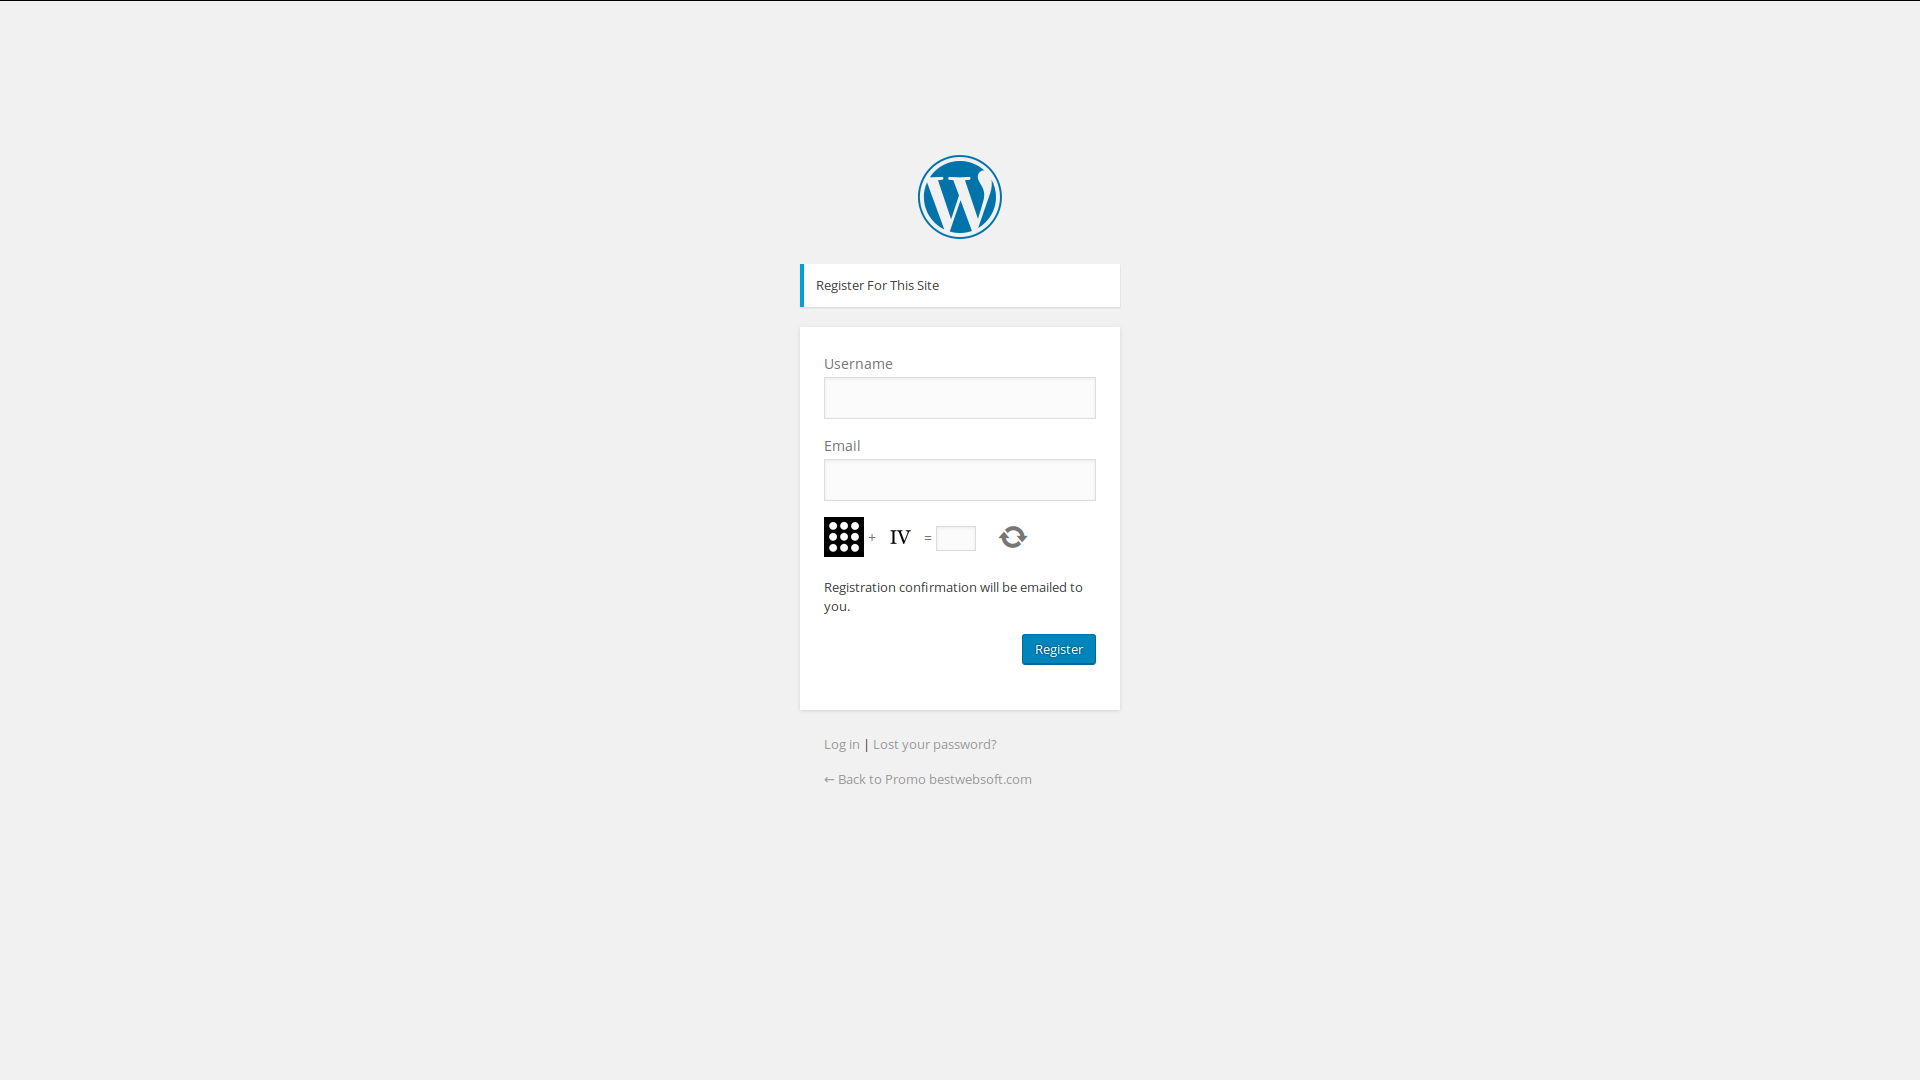 Register For This Site
Username
Email
+ IV =
Registration confirmation will be emailed to
you.
Register
Log in | Lost your password?
← Back to Promo bestwebsoft.com